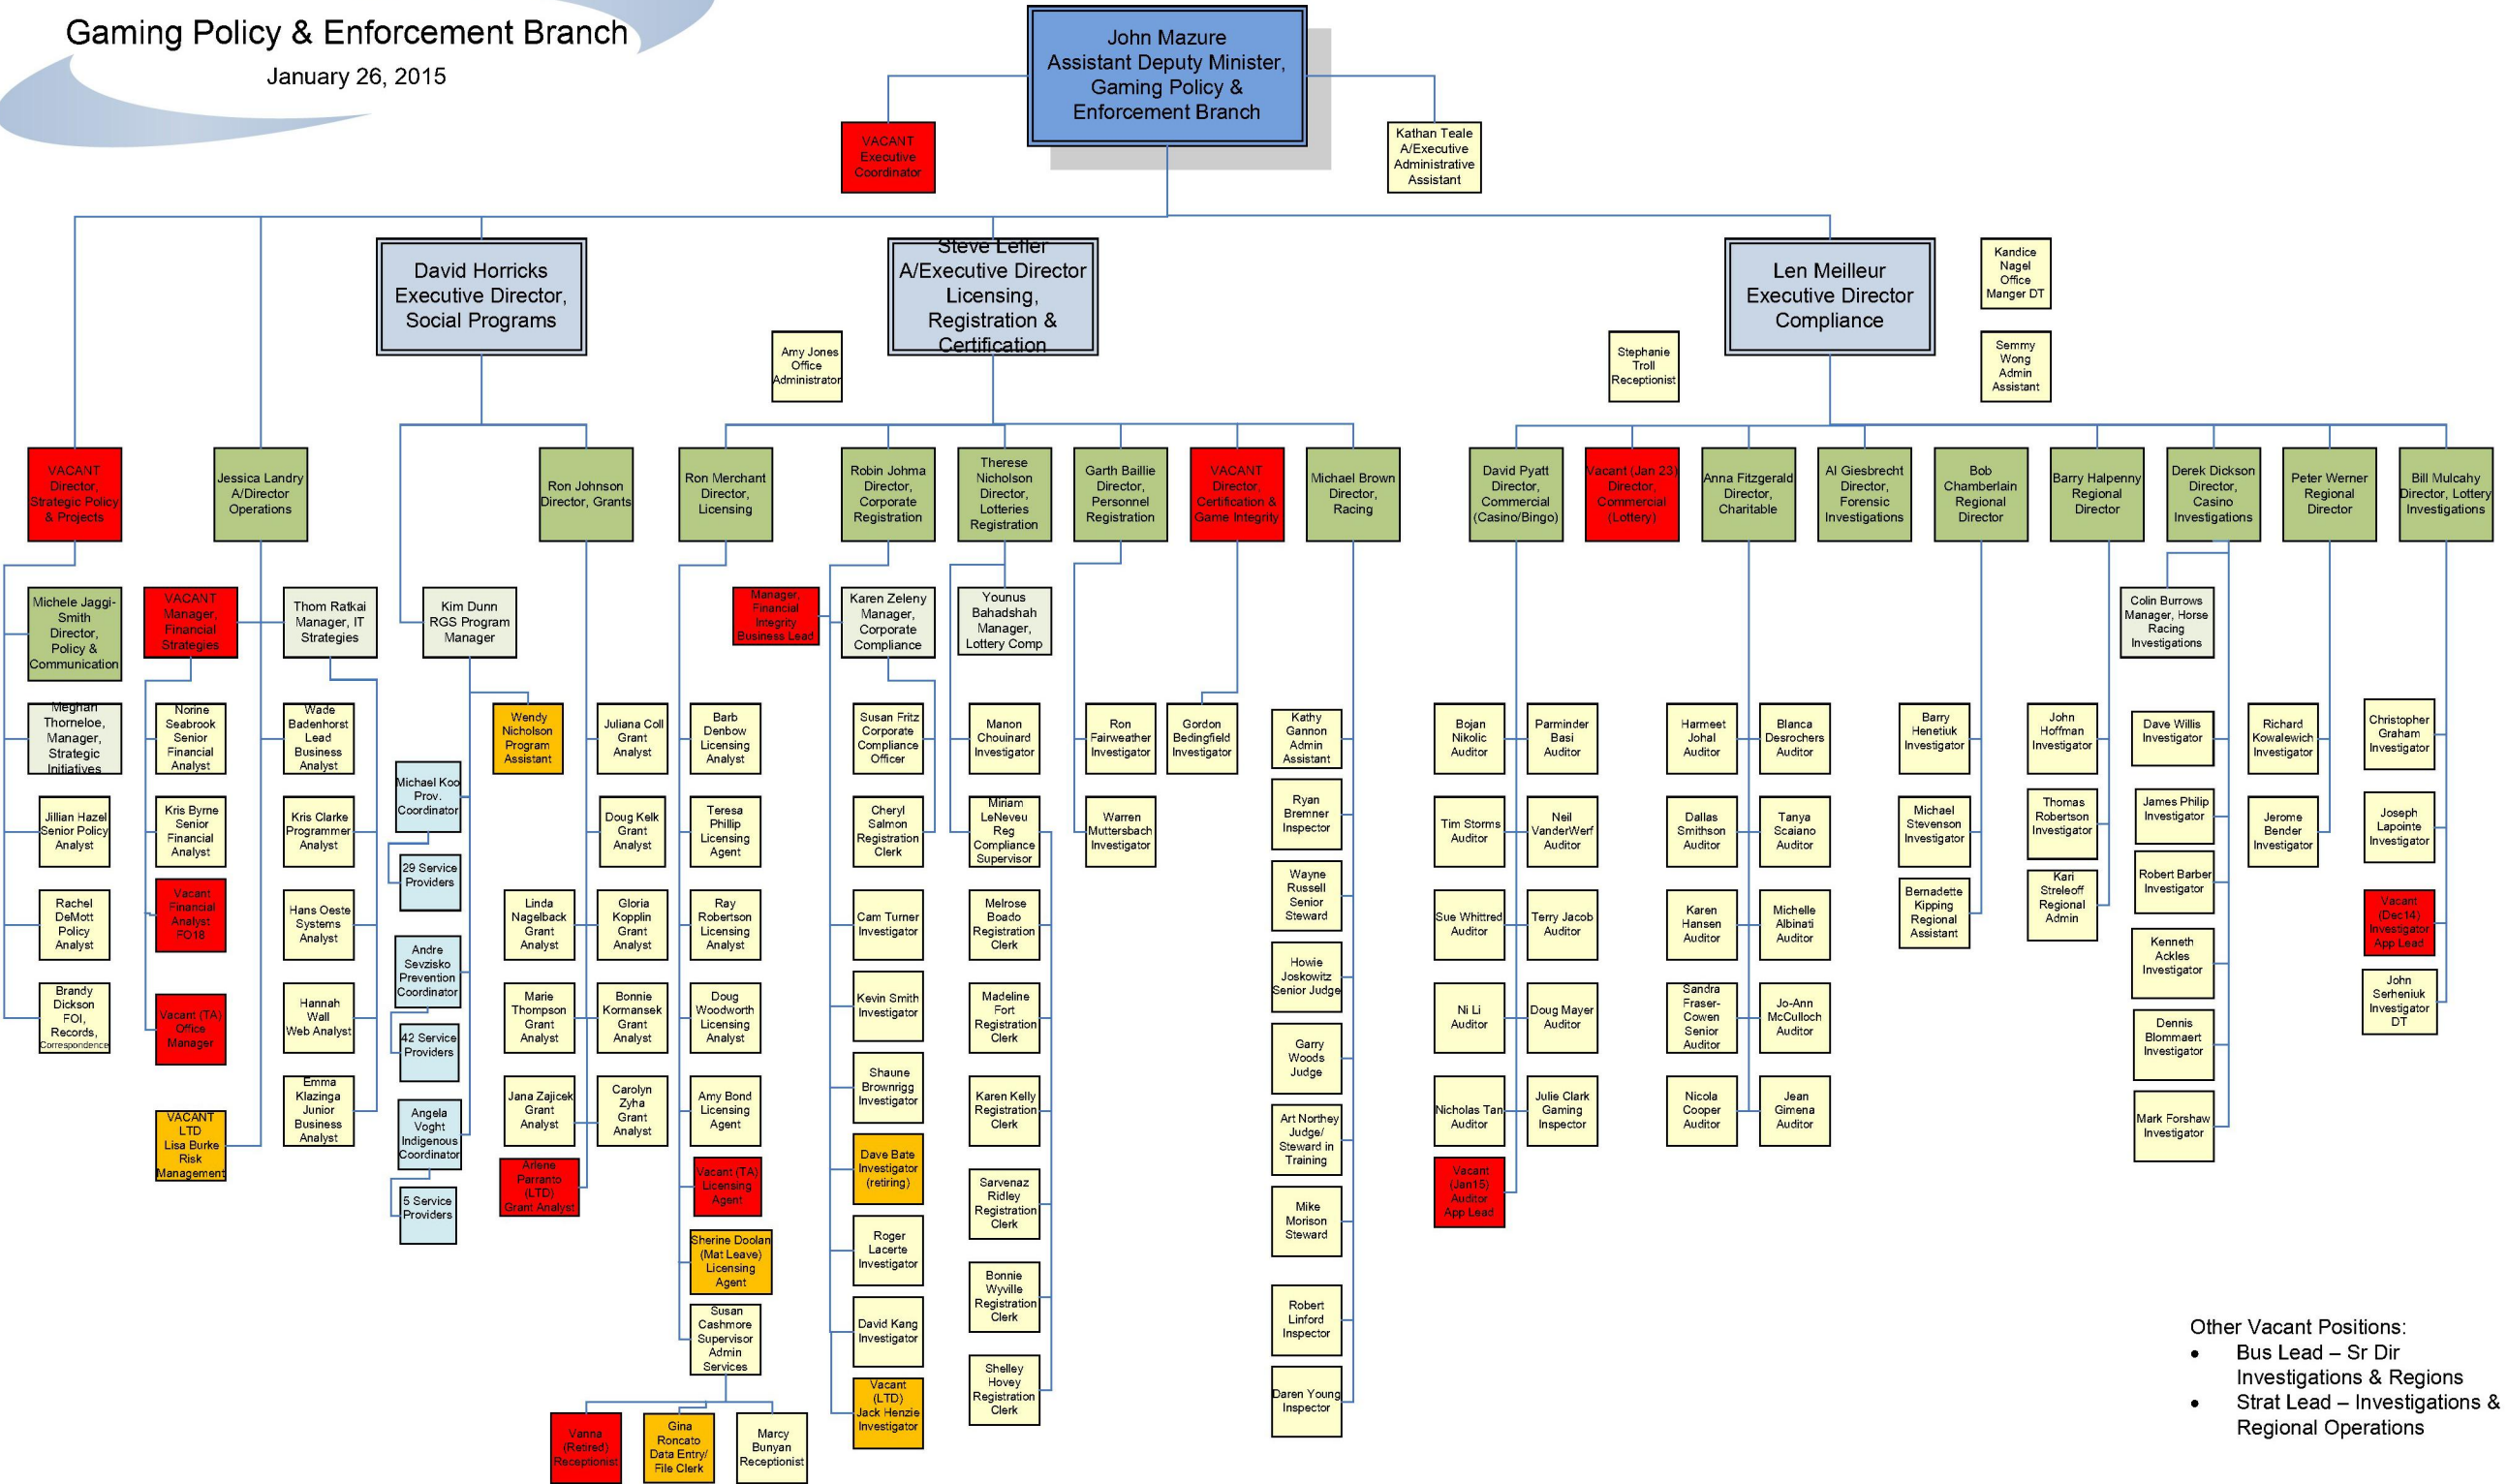 Gaming Policy & Enforcement Branch
January 26, 2015
John Mazure
Assistant Deputy Minister,
Gaming Policy &
Enforcement Branch
VACANT
Executive
Coordinator
Kathan Teale
A/Executive
Administrative
Assistant
David Horricks
Executive Director,
Social Programs
Steve Lefler
A/Executive Director
Licensing,
Registration &
Certification
Len Meilleur
Executive Director
Compliance
Kandice
Nagel
Office
Manger DT
Amy Jones
Office
Administrator
Stephanie
Troll
Receptionist
Semmy
Wong
Admin
Assistant
VACANT
Director,
Strategic Policy
& Projects
Jessica Landry
A/Director
Operations
Ron Johnson
Director, Grants
Ron Merchant
Director,
Licensing
Robin Johma
Director,
Corporate
Registration
Therese
Nicholson
Director,
Lotteries
Registration
Garth Baillie
Director,
Personnel
Registration
VACANT
Director,
Certification &
Game Integrity
Michael Brown
Director,
Racing
David Pyatt
Director,
Commercial
(Casino/Bingo)
Vacant (Jan 23)
Director,
Commercial
(Lottery)
Anna Fitzgerald
Director,
Charitable
Al Giesbrecht
Director,
Forensic
Investigations
Bob
Chamberlain
Regional
Director
Barry Halpenny
Regional
Director
Derek Dickson
Director,
Casino
Investigations
Peter Werner
Regional
Director
Bill Mulcahy
Director, Lottery
Investigations
Michele Jaggi-
Smith
Director,
Policy &
Communication
VACANT
Manager,
Financial
Strategies
Thom Ratkai
Manager, IT
Strategies
Kim Dunn
RGS Program
Manager
Manager,
Financial
Integrity
Business Lead
Karen Zeleny
Manager,
Corporate
Compliance
Younus
Bahadshah
Manager,
Lottery Comp
Colin Burrows
Manager, Horse
Racing
Investigations
Meghan
Thorneloe,
Manager,
Strategic
Initiatives
Norine
Seabrook
Senior
Financial
Analyst
Wade
Badenhorst
Lead
Business
Analyst
Wendy
Nicholson
Program
Assistant
Juliana Coll
Grant
Analyst
Barb
Denbow
Licensing
Analyst
Susan Fritz
Corporate
Compliance
Officer
Manon
Chouinard
Investigator
Ron
Fairweather
Investigator
Gordon
Bedingfield
Investigator
Kathy
Gannon
Admin
Assistant
Bojan
Nikolic
Auditor
Parminder
Basi
Auditor
Harmeet
Johal
Auditor
Blanca
Desrochers
Auditor
Barry
Henetiuk
Investigator
John
Hoffman
Investigator
Dave Willis
Investigator
Richard
Kowalewich
Investigator
Christopher
Graham
Investigator
Jillian Hazel
Senior Policy
Analyst
Kris Byrne
Senior
Financial
Analyst
Kris Clarke
Programmer
Analyst
Michael Koo
Prov.
Coordinator
Doug Kelk
Grant
Analyst
Teresa
Phillip
Licensing
Agent
Cheryl
Salmon
Registration
Clerk
Miriam
LeNeveu
Reg
Compliance
Supervisor
Warren
Muttersbach
Investigator
Ryan
Bremner
Inspector
Tim Storms
Auditor
Neil
VanderWerf
Auditor
Dallas
Smithson
Auditor
Tanya
Scaiano
Auditor
Michael
Stevenson
Investigator
Thomas
Robertson
Investigator
James Philip
Investigator
Jerome
Bender
Investigator
Joseph
Lapointe
Investigator
29 Service
Providers
Rachel
DeMott
Policy
Analyst
Vacant
Financial
Analyst
FO18
Hans Oeste
Systems
Analyst
Linda
Nagelback
Grant
Analyst
Gloria
Kopplin
Grant
Analyst
Ray
Robertson
Licensing
Analyst
Cam Turner
Investigator
Melrose
Boado
Registration
Clerk
Wayne
Russell
Senior
Steward
Sue Whittred
Auditor
Terry Jacob
Auditor
Karen
Hansen
Auditor
Michelle
Albinati
Auditor
Bernadette
Kipping
Regional
Assistant
Kari
Streleoff
Regional
Admin
Robert Barber
Investigator
Vacant
(Dec14)
Investigator
App Lead
Andre
Sevzisko
Prevention
Coordinator
Howie
Joskowitz
Senior Judge
Kenneth
Ackles
Investigator
Brandy
Dickson
FOI,
Records,
Correspondence
Vacant (TA)
Office
Manager
Hannah
Wall
Web Analyst
42 Service
Providers
Marie
Thompson
Grant
Analyst
Bonnie
Kormansek
Grant
Analyst
Doug
Woodworth
Licensing
Analyst
Kevin Smith
Investigator
Madeline
Fort
Registration
Clerk
Garry
Woods
Judge
Ni Li
Auditor
Doug Mayer
Auditor
Sandra
Fraser-
Cowen
Senior
Auditor
Jo-Ann
McCulloch
Auditor
Dennis
Blommaert
Investigator
John
Serheniuk
Investigator
DT
VACANT
LTD
Lisa Burke
Risk
Management
Emma
Klazinga
Junior
Business
Analyst
Angela
Voght
Indigenous
Coordinator
Jana Zajicek
Grant
Analyst
Carolyn
Zyha
Grant
Analyst
Amy Bond
Licensing
Agent
Shaune
Brownrigg
Investigator
Karen Kelly
Registration
Clerk
Art Northey
Judge/
Steward in
Training
Nicholas Tan
Auditor
Julie Clark
Gaming
Inspector
Nicola
Cooper
Auditor
Jean
Gimena
Auditor
Mark Forshaw
Investigator
5 Service
Providers
Arlene
Parranto
(LTD)
Grant Analyst
Vacant (TA)
Licensing
Agent
Dave Bate
Investigator
(retiring)
Sarvenaz
Ridley
Registration
Clerk
Mike
Morison
Steward
Vacant
(Jan15)
Auditor
App Lead
Sherine Doolan
(Mat Leave)
Licensing
Agent
Roger
Lacerte
Investigator
Bonnie
Wyville
Registration
Clerk
Robert
Linford
Inspector
Susan
Cashmore
Supervisor
Admin
Services
David Kang
Investigator
Shelley
Hovey
Registration
Clerk
Daren Young
Inspector
Vanna
(Retired)
Receptionist
Gina
Roncato
Data Entry/
File Clerk
Marcy
Bunyan
Receptionist
Vacant
(LTD)
Jack Henzie
Investigator
Other Vacant Positions:
• Bus Lead – Sr Dir
Investigations & Regions
• Strat Lead – Investigations &
Regional Operations